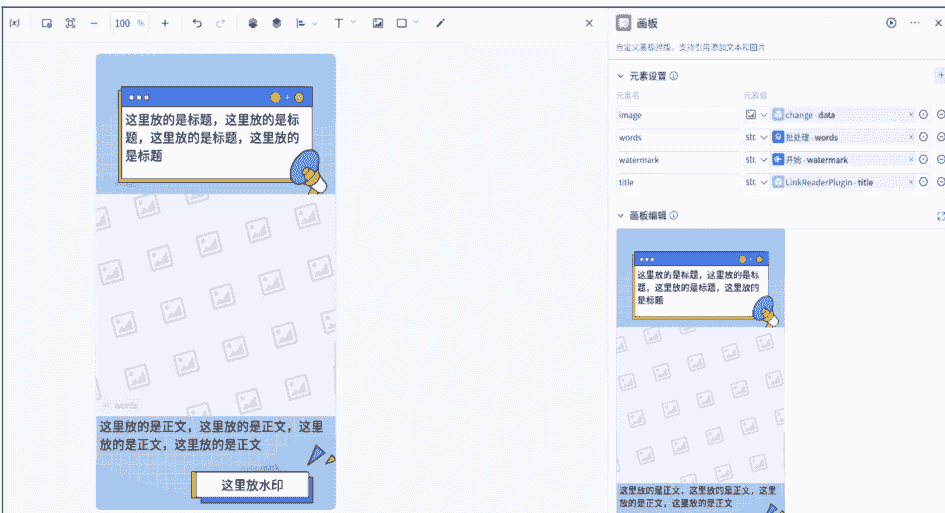 (x)
100 %
T
这里放的是标题，这里放的是标
题，这里放的是标题，这里放的
是标题
words
这里放的是正文，这里放的是正文，这里
放的是正文，这里放的是正文
这里放水印
画板
自定义画板排版，支持引用添加文本和图片
元素设置
元素名 元素值
image change · data
words str. 批处理 · words
watermark str. 开始 · watermark
title str. LinkReaderPlugin · title
画板编辑
这里放的是标题，这里放的是标
题，这里放的是标题，这里放的
是标题
这里放的是正文，这里放的是正文，这里
放的是正文，这里放的是正文